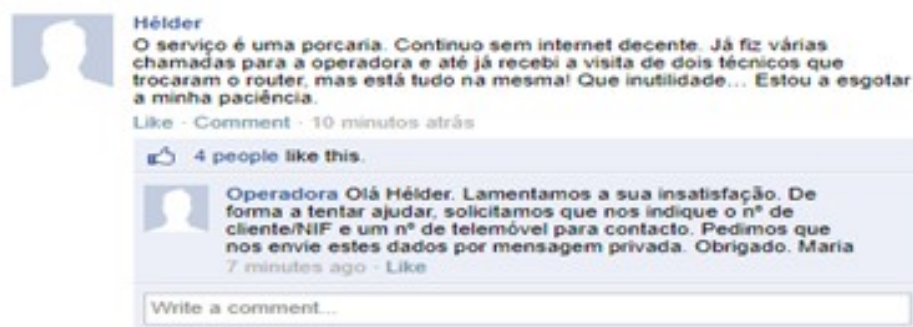 Hélder
O serviço é uma porcaria. Continuo sem internet decente. Já fiz várias
chamadas para a operadora e até já recebi a visita de dois técnicos que
trocaram o router, mas está tudo na mesma! Que inutilidade... Estou a esgotar
a minha paciência.
Like · Comment · 10 minutos atrás
4 people like this.
Operadora Olá Hélder. Lamentamos a sua insatisfação. De
forma a tentar ajudar, solicitamos que nos indique o nº de
cliente/NIF e um nº de telemóvel para contacto. Pedimos que
nos envie estes dados por mensagem privada. Obrigado. Maria
7 minutes ago · Like
Write a comment...